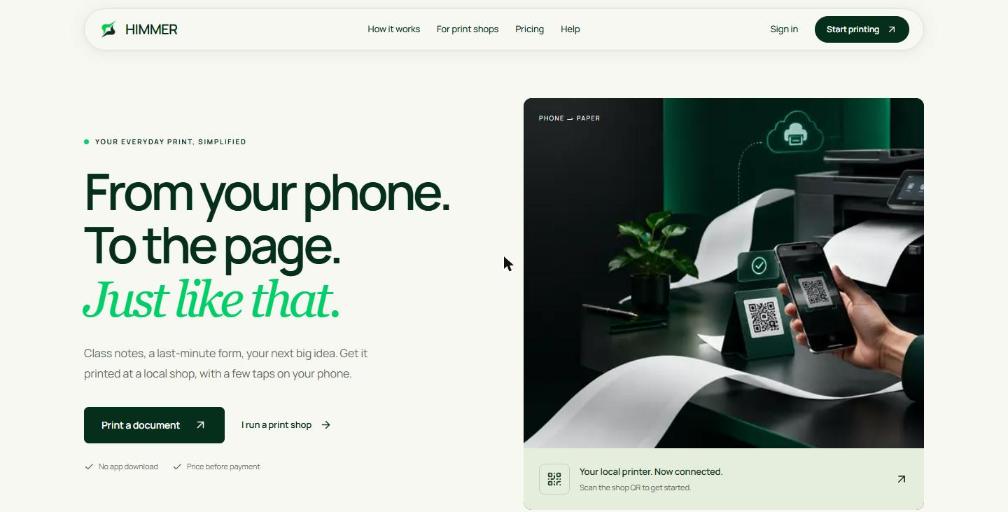 HIMMER
How it works
For print shops
Pricing
Help
Sign in
Start printing
YOUR EVERYDAY PRINT, SIMPLIFIED
From your phone.
To the page.
Just like that.
Class notes, a last-minute form, your next big idea. Get it
printed at a local shop, with a few taps on your phone.
Print a document
I run a print shop
No app download
Price before payment
PHONE — PAPER
Your local printer. Now connected.
Scan the shop QR to get started.